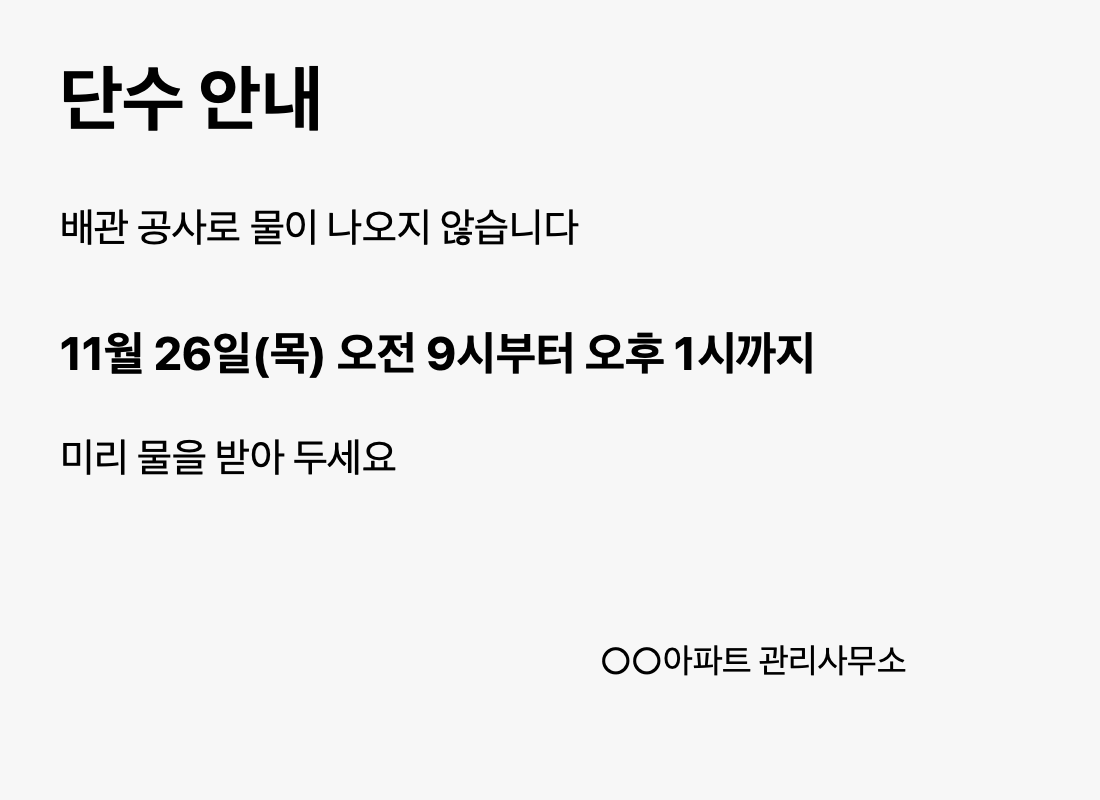 단수 안내
배관 공사로 물이 나오지 않습니다
11월 26일(목) 오전 9시부터 오후 1시까지
미리 물을 받아 두세요
○○아파트 관리사무소